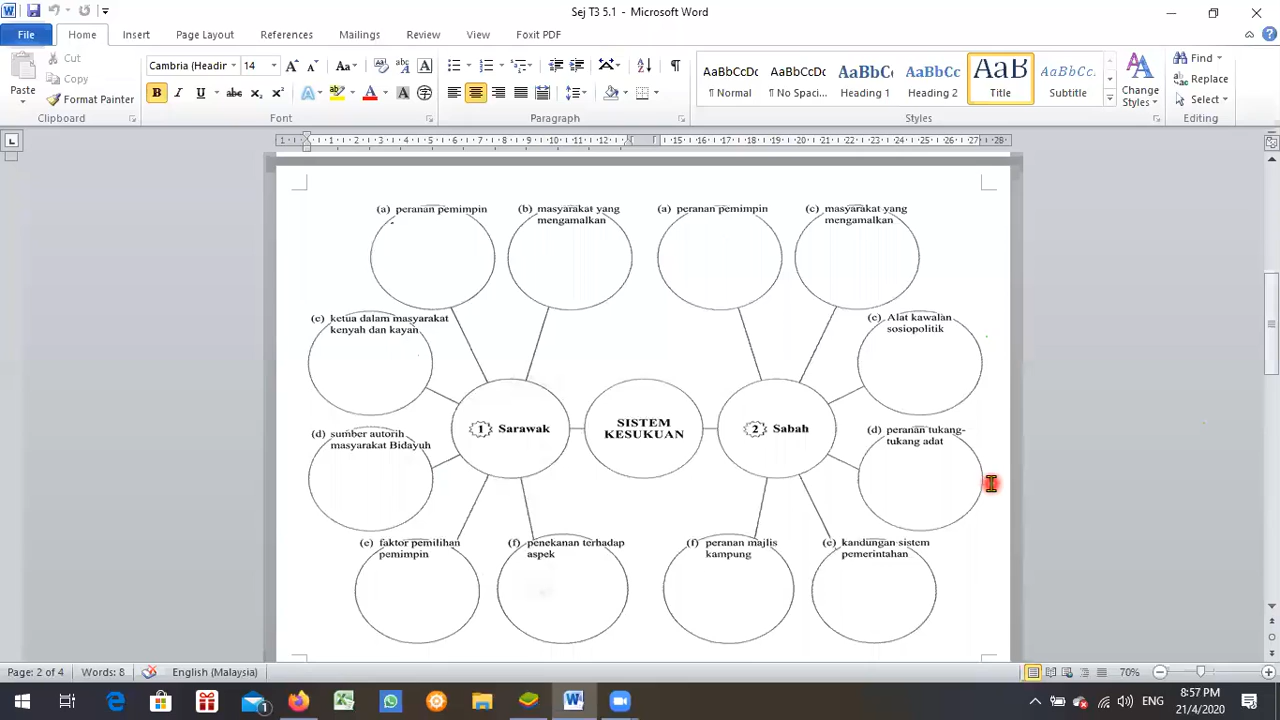 Sej T3 5.1 - Microsoft Word
File Home Insert Page Layout References Mailings Review View Foxit PDF
Paste
Cut
Copy
Format Painter
Clipboard
Cambria (Headir 14
B I U abc x₂ x²
Font
Paragraph
AaBbCcDc AaBbCcDc AaBbCc AaBbCc AaB AaBbCc.
¶ Normal ¶ No Spaci... Heading 1 Heading 2 Title Subtitle
Change Styles
Styles
Find
Replace
Select
Editing
(a) peranan pemimpin
(b) masyarakat yang
mengamalkan
(a) peranan pemimpin
(c) masyarakat yang
mengamalkan
(c) ketua dalam masyarakat
kenyah dan kayan
(c) Alat kawalan
sosiopolitik
1 Sarawak
SISTEM
KESUKUAN
2 Sabah
(d) sumber autorih
masyarakat Bidayuh
(d) peranan tukang-
tukang adat
(e) faktor pemilihan
pemimpin
(f) penekanan terhadap
aspek
(f) peranan majlis
kampung
(e) kandungan sistem
pemerintahan
Page: 2 of 4 Words: 8 English (Malaysia) 70%
ENG
8:57 PM
21/4/2020